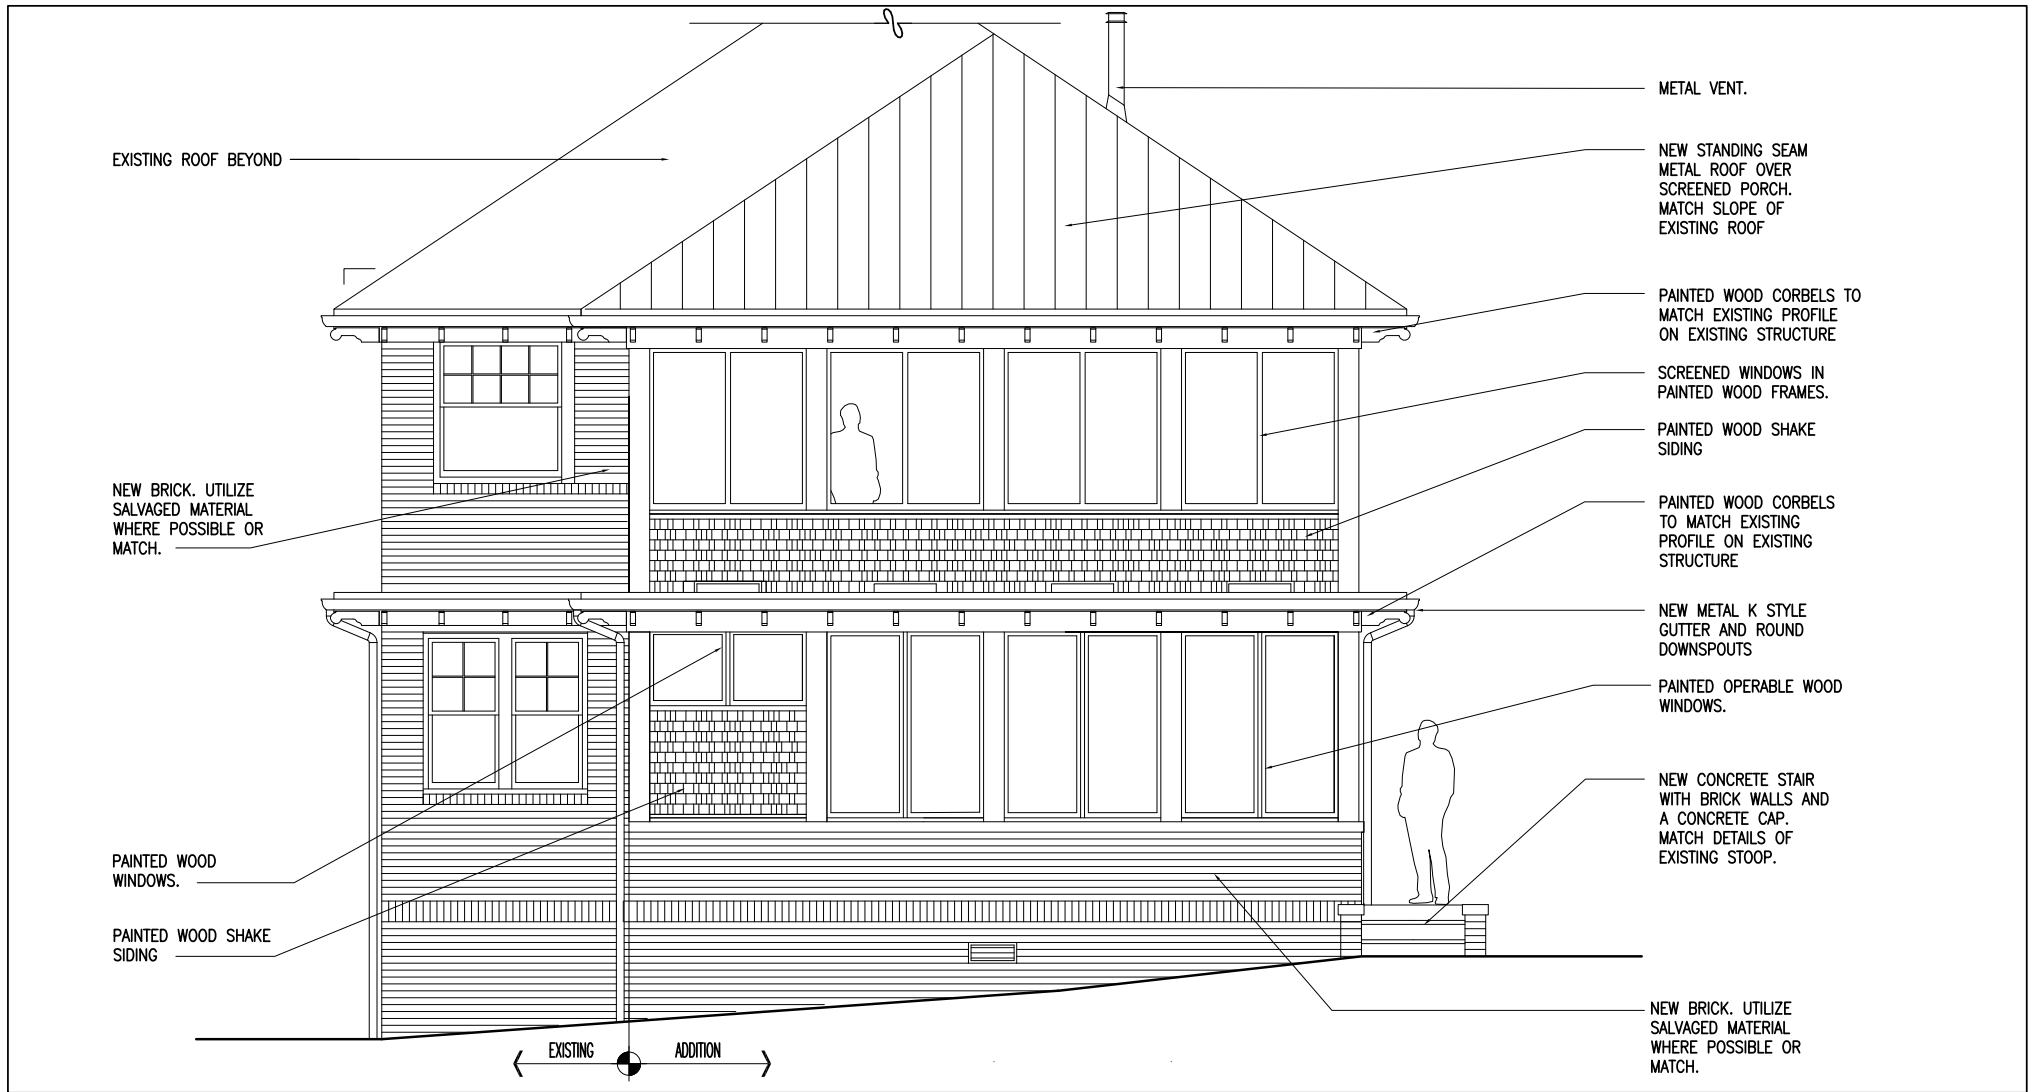 EXISTING ROOF BEYOND
NEW BRICK. UTILIZE
SALVAGED MATERIAL
WHERE POSSIBLE OR
MATCH.
PAINTED WOOD
WINDOWS.
PAINTED WOOD SHAKE
SIDING
EXISTING
ADDITION
METAL VENT.
NEW STANDING SEAM
METAL ROOF OVER
SCREENED PORCH.
MATCH SLOPE OF
EXISTING ROOF
PAINTED WOOD CORBELS TO
MATCH EXISTING PROFILE
ON EXISTING STRUCTURE
SCREENED WINDOWS IN
PAINTED WOOD FRAMES.
PAINTED WOOD SHAKE
SIDING
PAINTED WOOD CORBELS
TO MATCH EXISTING
PROFILE ON EXISTING
STRUCTURE
NEW METAL K STYLE
GUTTER AND ROUND
DOWNSPOUTS
PAINTED OPERABLE WOOD
WINDOWS.
NEW CONCRETE STAIR
WITH BRICK WALLS AND
A CONCRETE CAP.
MATCH DETAILS OF
EXISTING STOOP.
NEW BRICK. UTILIZE
SALVAGED MATERIAL
WHERE POSSIBLE OR
MATCH.